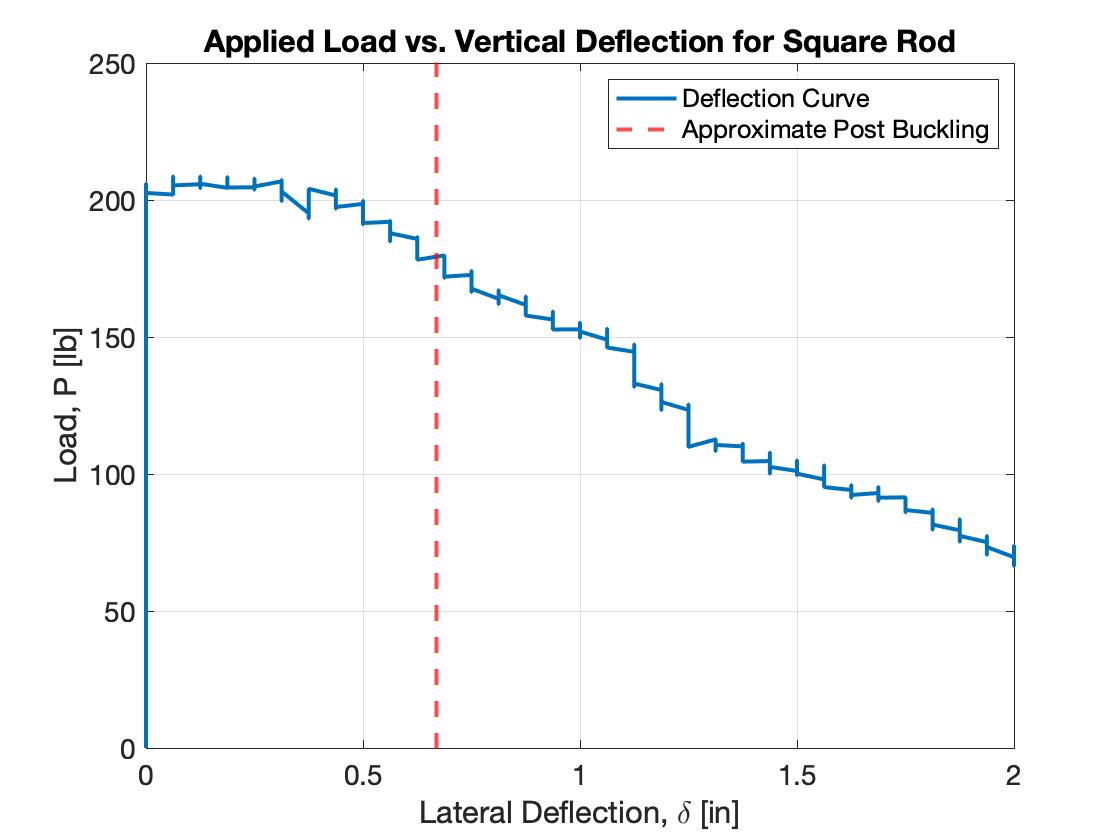 Applied Load vs. Vertical Deflection for Square Rod
250
Deflection Curve
Approximate Post Buckling
200
150
Load, P [lb]
100
50
0
0 0.5 1 1.5 2
Lateral Deflection, δ [in]